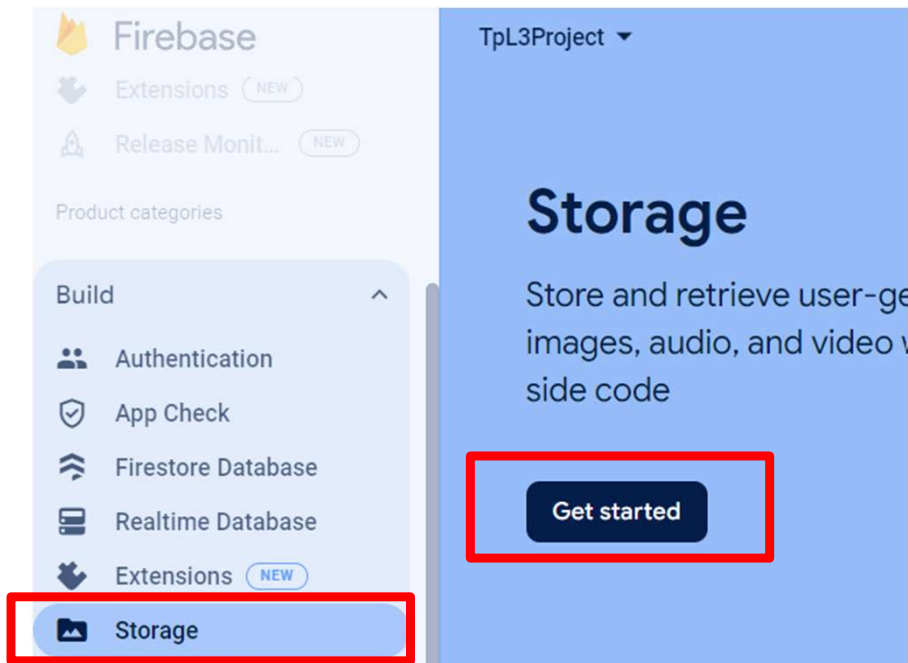 Firebase
Extensions NEW
Release Monit... NEW
Product categories
Build
Authentication
App Check
Firestore Database
Realtime Database
Extensions NEW
Storage
TpL3Project
Storage
Store and retrieve user-ge
images, audio, and video
side code
Get started